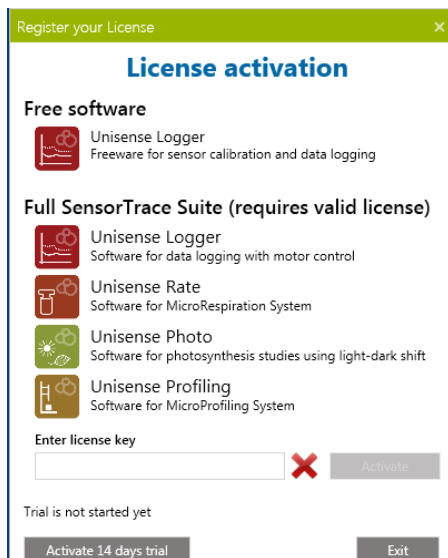 Register your License
License activation
Free software
Unisense Logger
Freeware for sensor calibration and data logging
Full SensorTrace Suite (requires valid license)
Unisense Logger
Software for data logging with motor control
Unisense Rate
Software for MicroRespiration System
Unisense Photo
Software for photosynthesis studies using light-dark shift
Unisense Profiling
Software for MicroProfiling System
Enter license key
Activate
Trial is not started yet
Activate 14 days trial
Exit